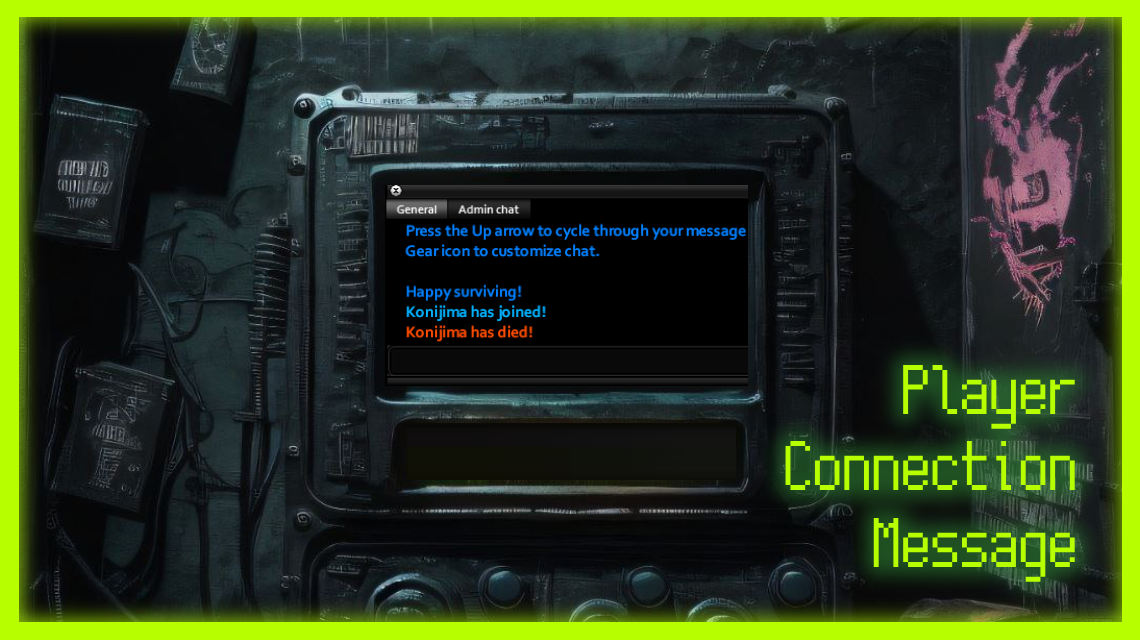 General Admin chat
Press the Up arrow to cycle through your message
Gear icon to customize chat.
Happy surviving!
Konijima has joined!
Konijima has died!
Player
Connection
Message